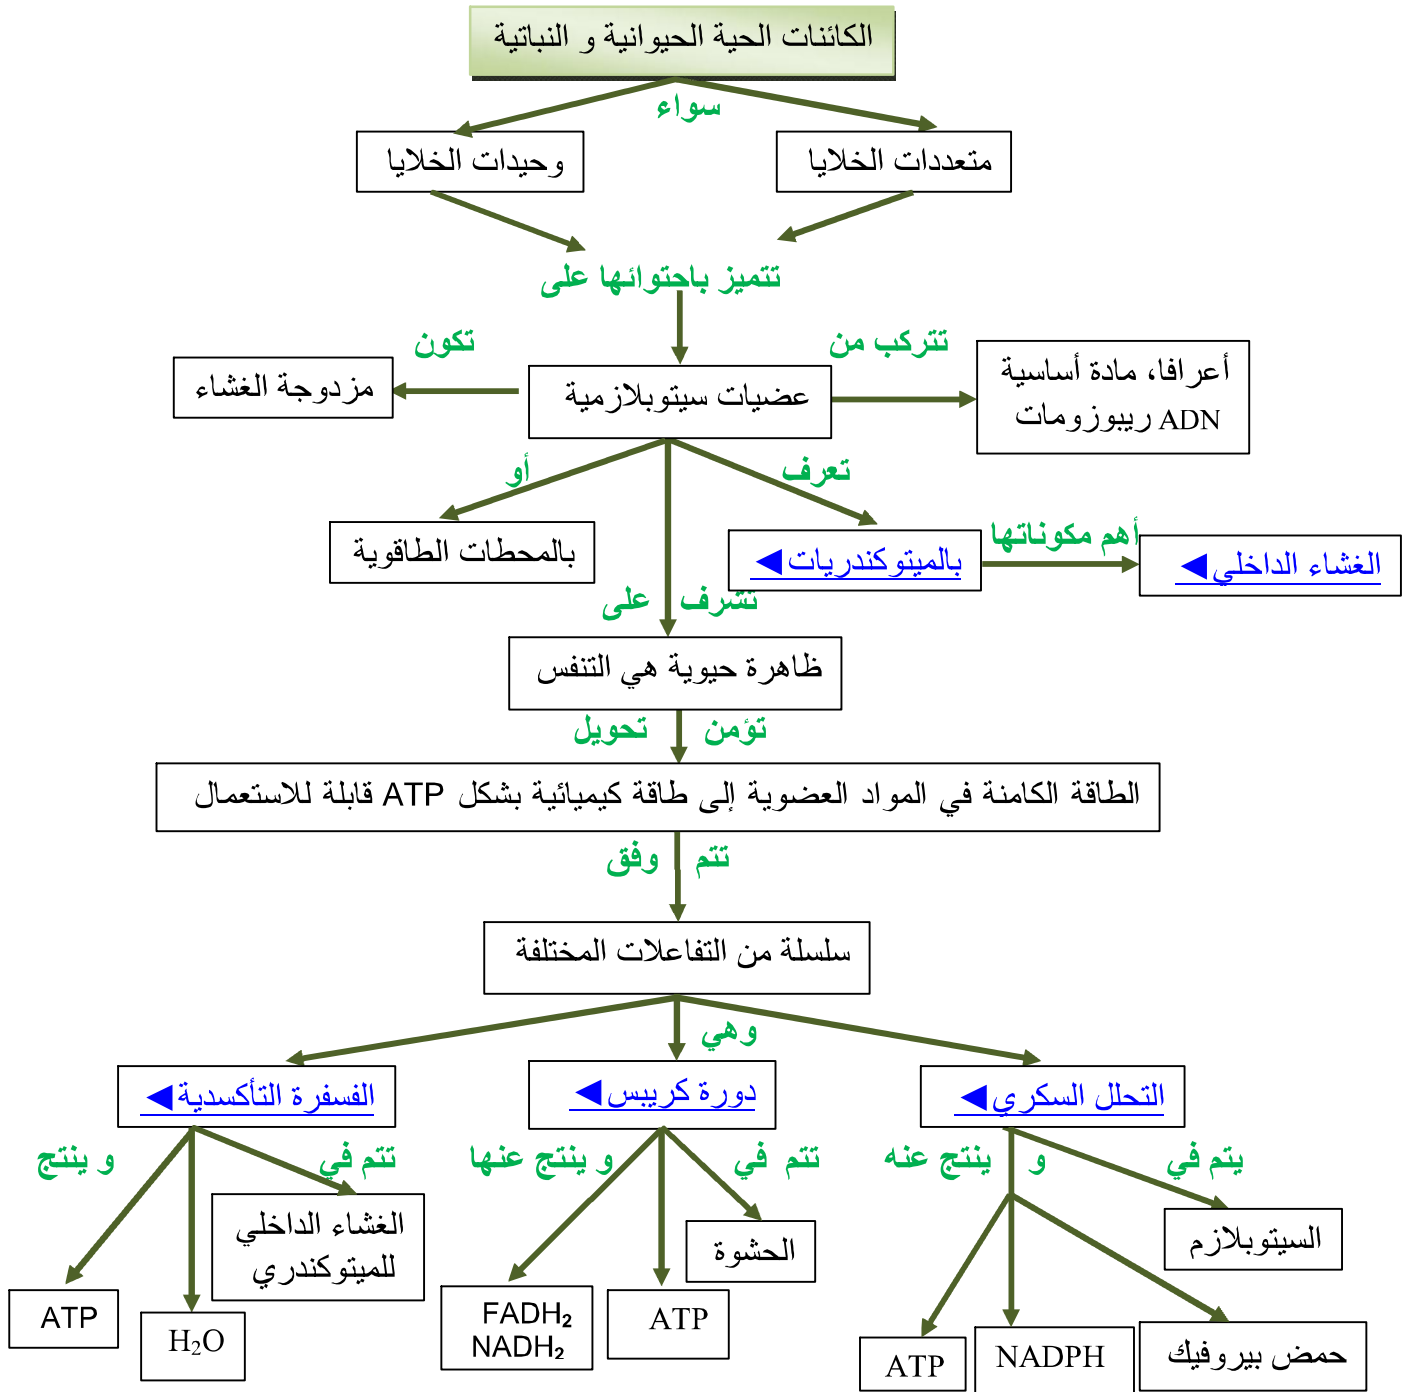 الكائنات الحية الحيوانية و النباتية
سواء
متعددات الخلايا
وحيدات الخلايا
تتميز باحتوائها على
تكون
تتركب من
مزدوجة الغشاء
عضيات سيتوبلازمية
أعرافا، مادة أساسية
ADN ريبوزومات
أو
تعرف
بالمحطات الطاقوية
بالميتوكندريات◄
أهم مكوناتها
الغشاء الداخلي◄
تشرف على
ظاهرة حيوية هي التنفس
تؤمن تحويل
الطاقة الكامنة في المواد العضوية إلى طاقة كيميائية بشكل ATP قابلة للاستعمال
تتم وفق
سلسلة من التفاعلات المختلفة
وهي
التحلل السكري◄
دورة كريبس◄
الفسفرة التأكسدية◄
يتم في
و ينتج عنه
تتم في
و ينتج عنها
تتم في
و ينتج
السيتوبلازم
الحشوة
الغشاء الداخلي
للميتوكندري
حمض بيروفيك
NADPH
ATP
ATP
FADH₂
NADH₂
H₂O
ATP